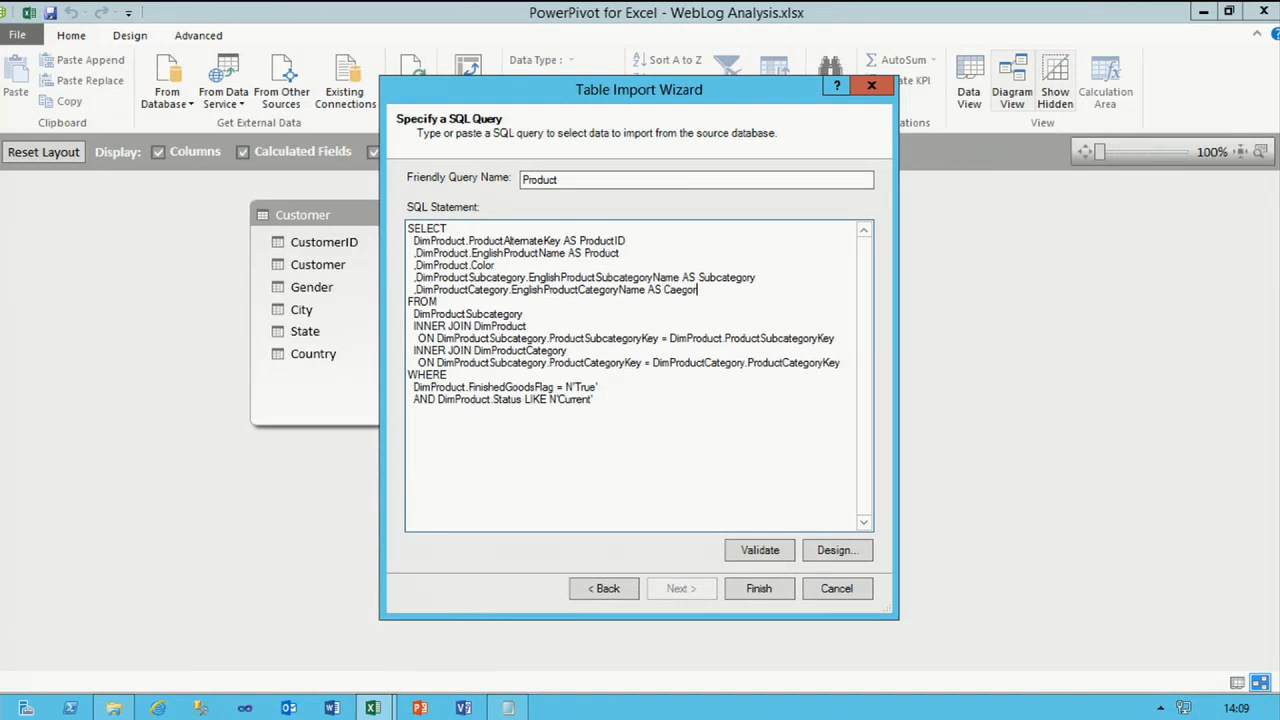 PowerPivot for Excel - WebLog Analysis.xlsx
File Home Design Advanced
Paste
Paste Append
Paste Replace
Copy
Clipboard
From Database
From Data Service
From Other Sources
Existing Connections
Get External Data
Data Type :
Sort A to Z
AutoSum
Data View
Diagram View
Show Hidden
Calculation Area
View
Reset Layout Display: Columns Calculated Fields 100%
Customer
CustomerID
Customer
Gender
City
State
Country
Table Import Wizard ?
Specify a SQL Query
Type or paste a SQL query to select data to import from the source database.
Friendly Query Name: Product
SQL Statement:
SELECT
DimProduct.ProductAlternateKey AS ProductID
,DimProduct.EnglishProductName AS Product
,DimProduct.Color
,DimProductSubcategory.EnglishProductSubcategoryName AS Subcategory
,DimProductCategory.EnglishProductCategoryName AS Caegor
FROM
DimProductSubcategory
INNER JOIN DimProduct
ON DimProductSubcategory.ProductSubcategoryKey = DimProduct.ProductSubcategoryKey
INNER JOIN DimProductCategory
ON DimProductSubcategory.ProductCategoryKey = DimProductCategory.ProductCategoryKey
WHERE
DimProduct.FinishedGoodsFlag = N'True'
AND DimProduct.Status LIKE N'Current'
Validate Design...
< Back Next > Finish Cancel
14:09